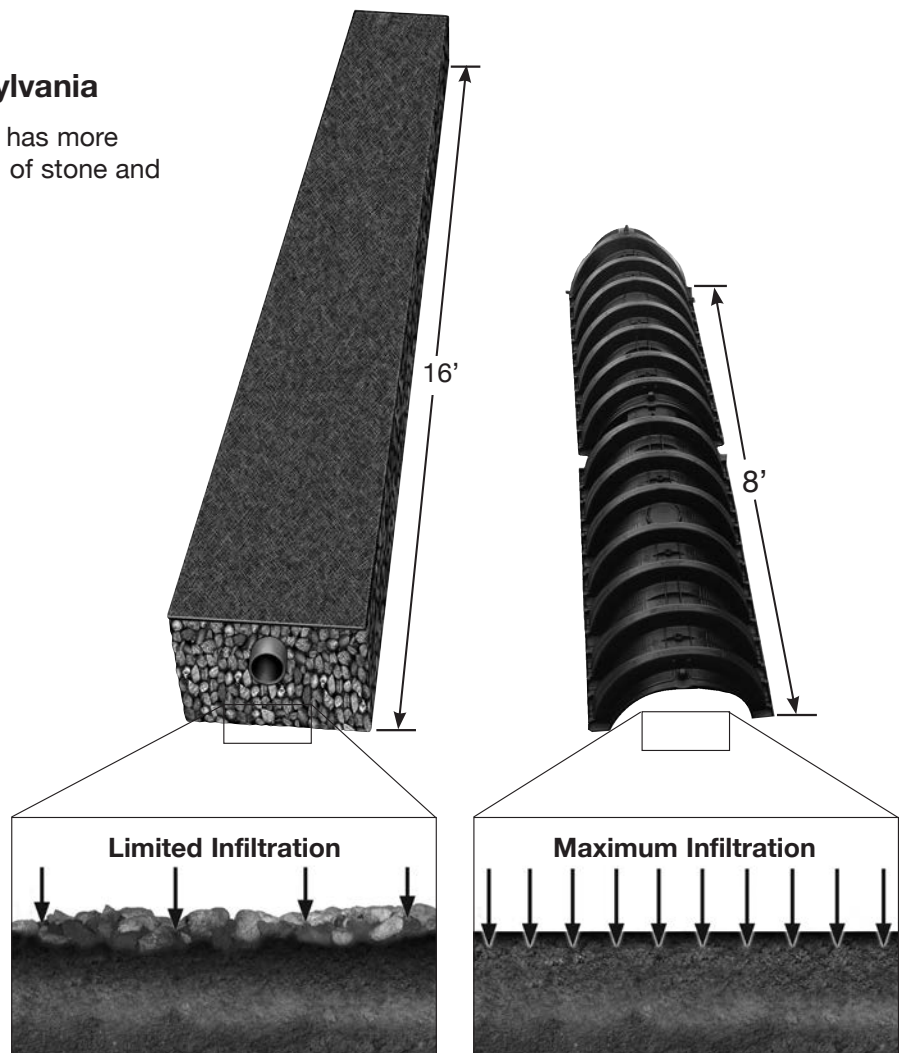 ylvania
has more
of stone and
16’
8’
Limited Infiltration
Maximum Infiltration